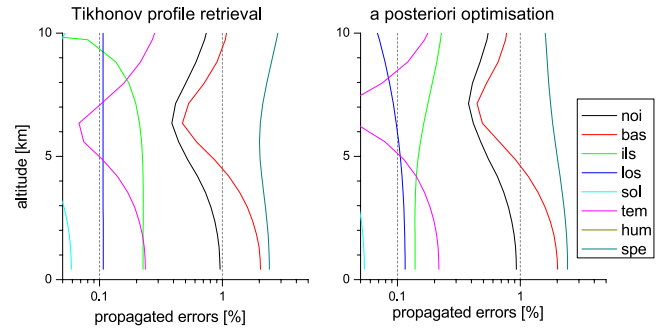 Tikhonov profile retrieval
a posteriori optimisation
altitude [km]
10
5
0
0.1
1
propagated errors [%]
10
5
0
0.1
1
propagated errors [%]
noi
bas
ils
los
sol
tem
hum
spe